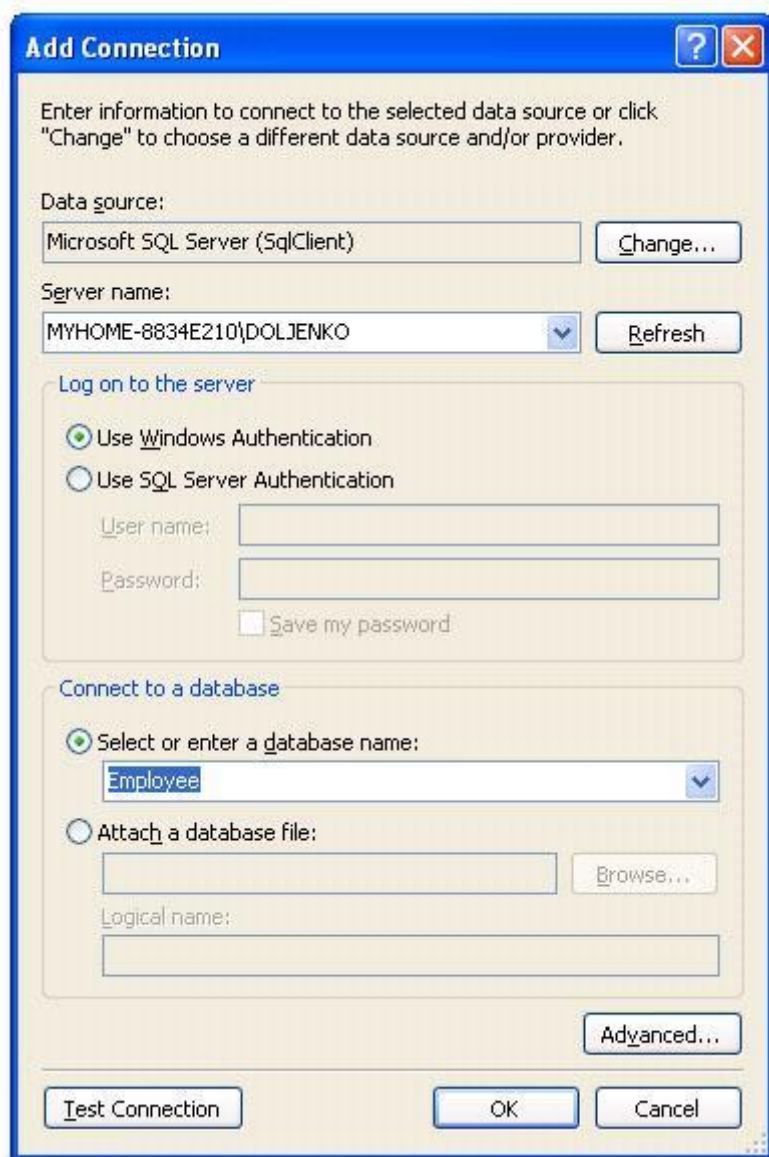 Add Connection
Enter information to connect to the selected data source or click
"Change" to choose a different data source and/or provider.
Data source:
Microsoft SQL Server (SqlClient)
Change...
Server name:
MYHOME-8834E210\DOLJENKO
Refresh
Log on to the server
Use Windows Authentication
Use SQL Server Authentication
User name:
Password:
Save my password
Connect to a database
Select or enter a database name:
Employee
Attach a database file:
Browse...
Logical name:
Advanced...
Test Connection
OK
Cancel